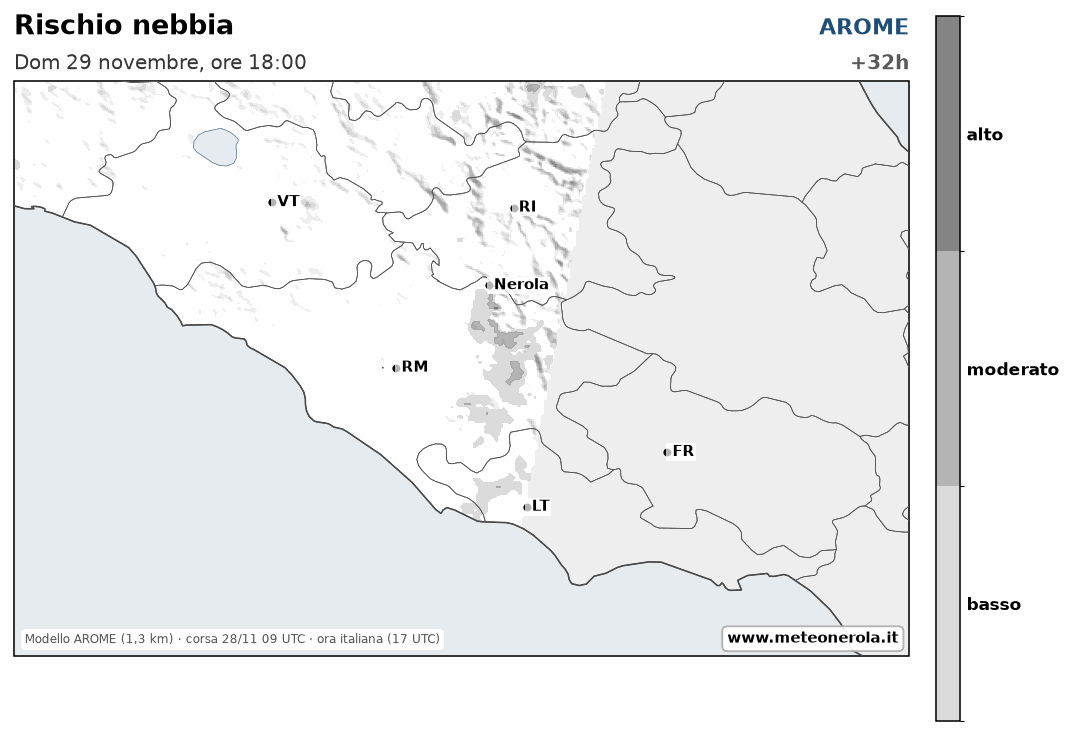 Rischio nebbia
AROME
Dom 29 novembre, ore 18:00
+32h
alto
VT
RI
Nerola
RM
moderato
FR
LT
basso
Modello AROME (1,3 km) · corsa 28/11 09 UTC · ora italiana (17 UTC)
www.meteonerola.it